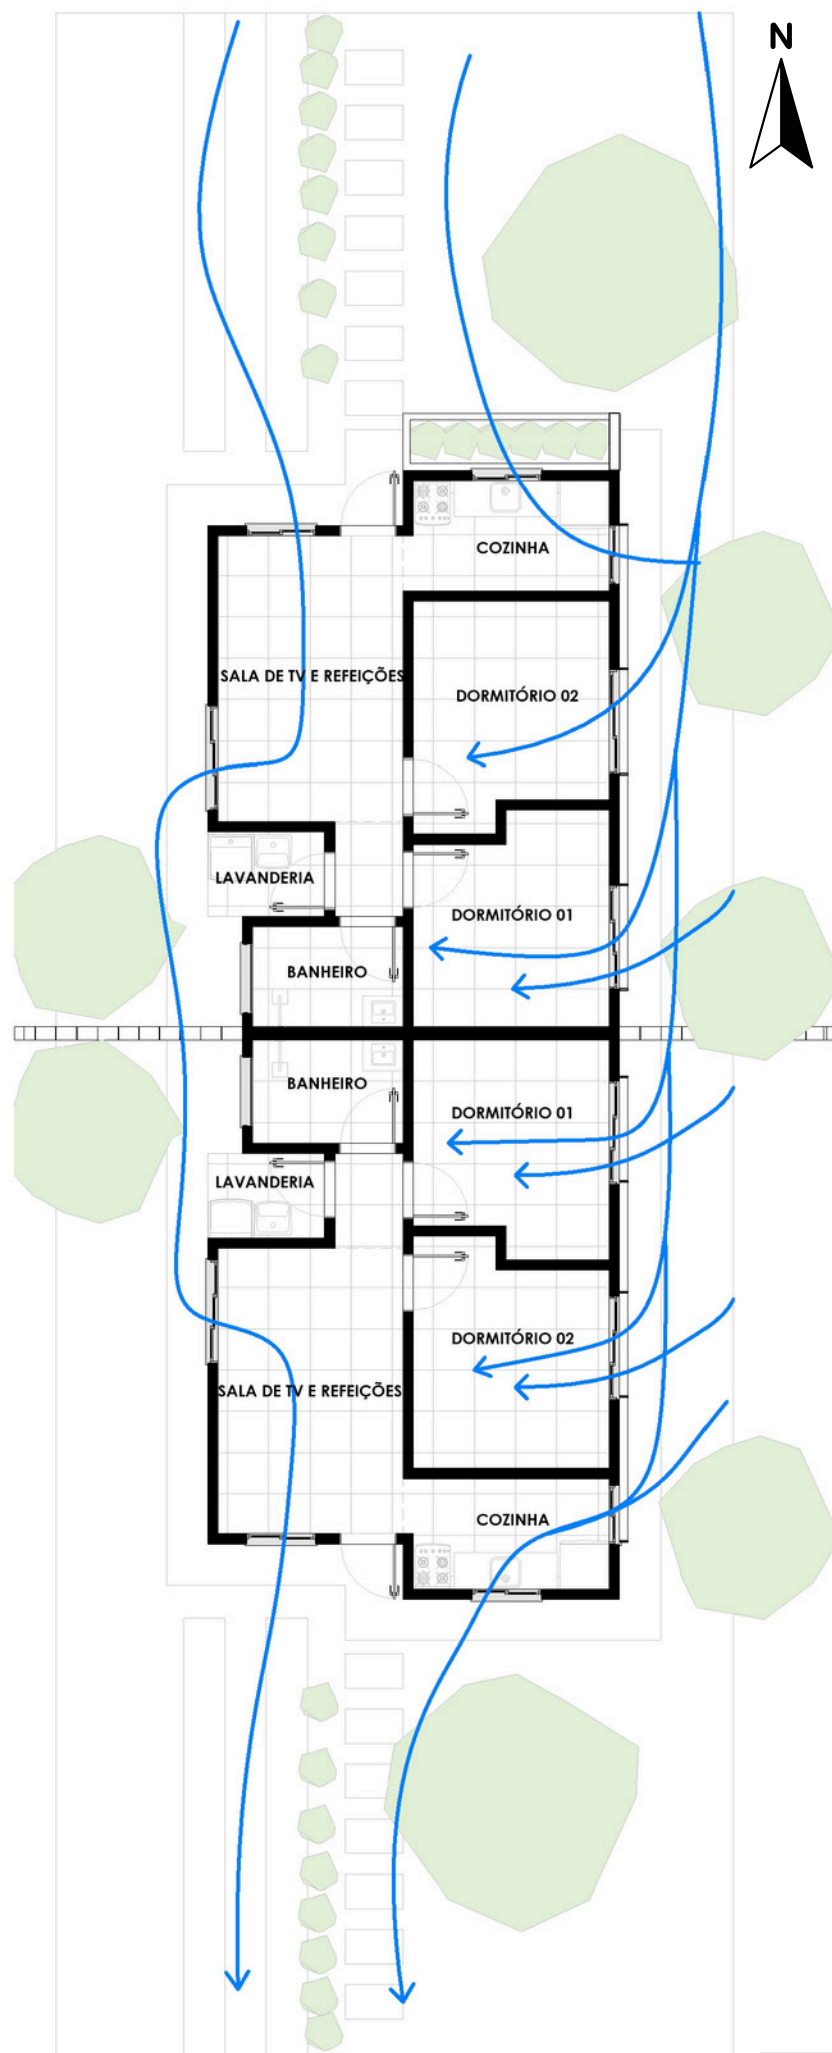 N
COZINHA
SALA DE TV E REFEIÇÕES
DORMITÓRIO 02
LAVANDERIA
DORMITÓRIO 01
BANHEIRO
BANHEIRO
DORMITÓRIO 01
LAVANDERIA
DORMITÓRIO 02
SALA DE TV E REFEIÇÕES
COZINHA